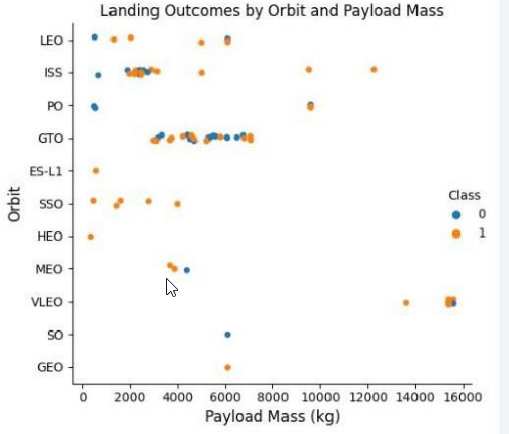 Landing Outcomes by Orbit and Payload Mass
LEO
ISS
PO
GTO
ES-L1
SSO
HEO
MEO
VLEO
SO
GEO
Orbit
Class
0
1
0 2000 4000 6000 8000 10000 12000 14000 16000
Payload Mass (kg)